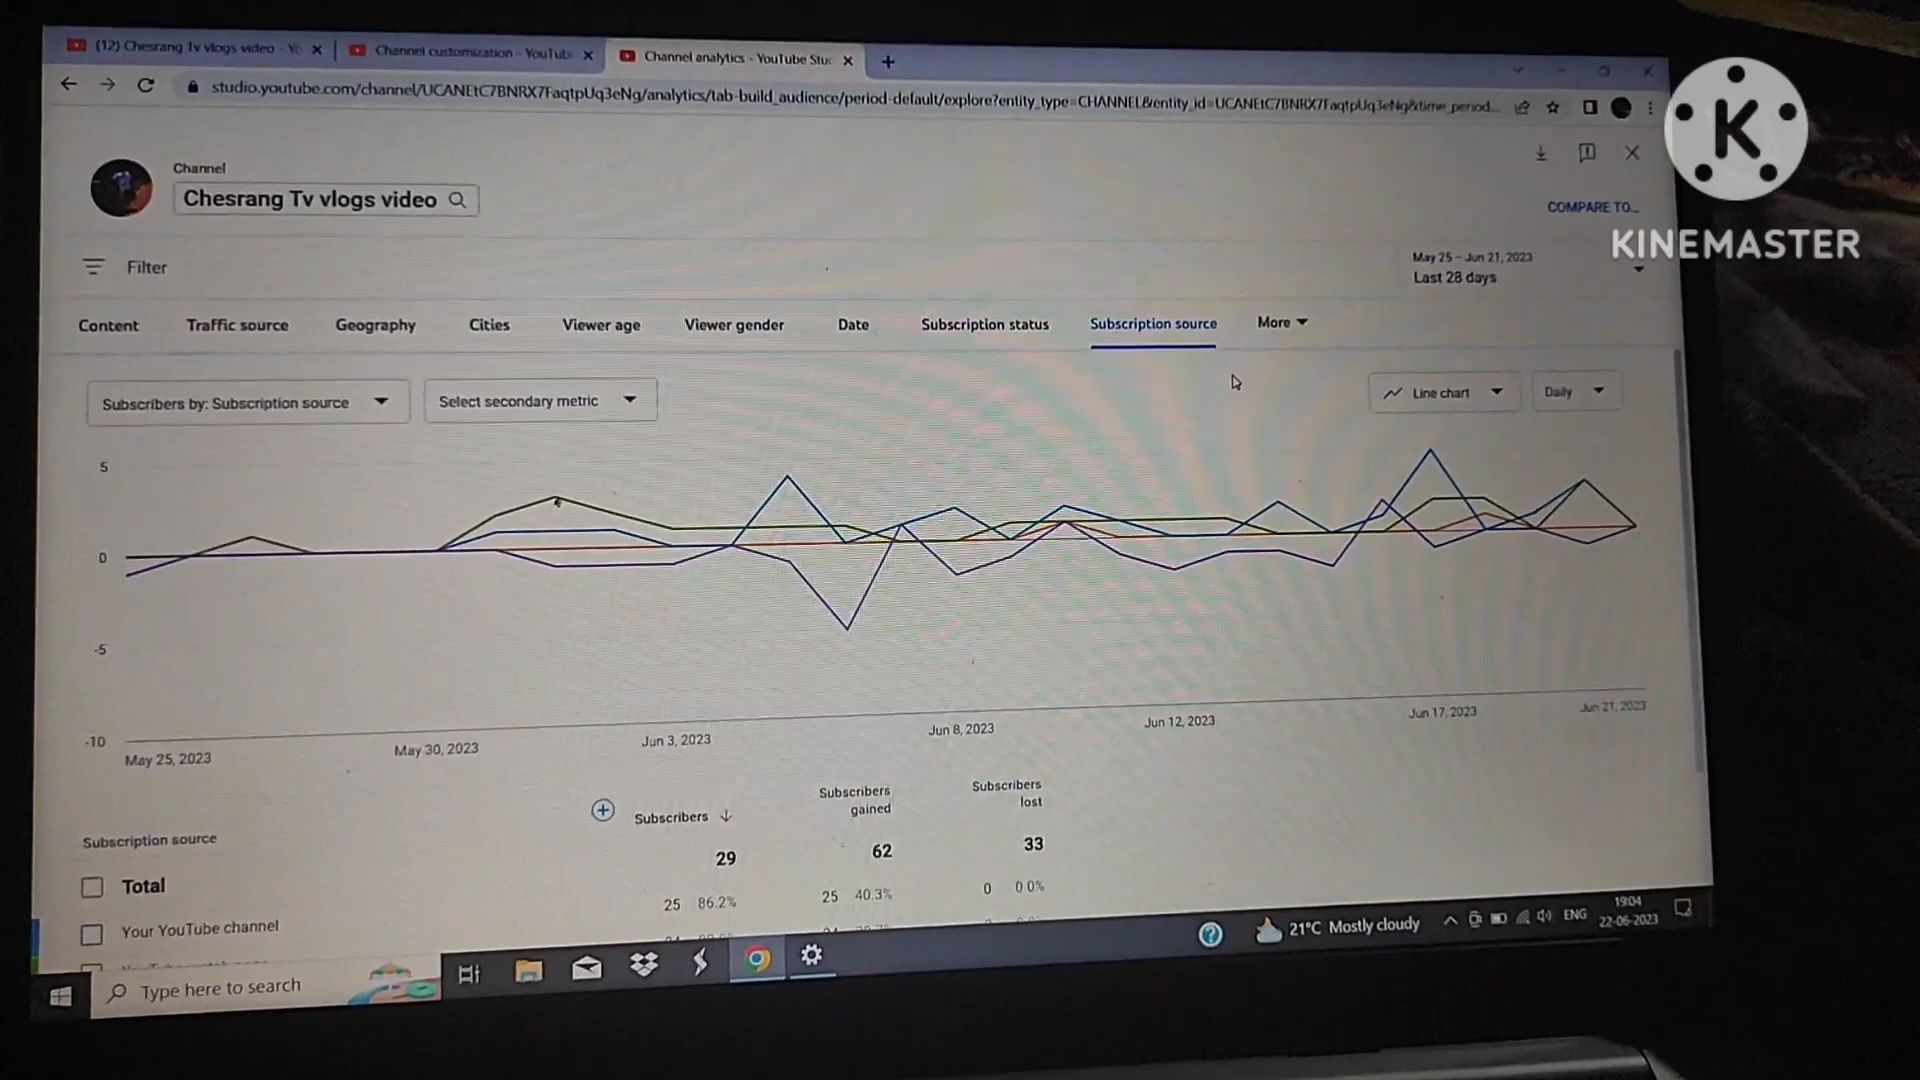 (12) Chesrang Tv vlogs video - Yo
Channel customization - YouTube
Channel analytics - YouTube Stud
studio.youtube.com/channel/UCANEtC7BNRX7FaqtpUq3eNg/analytics/tab-build_audience/period-default/explore?entity_type=CHANNEL&entity_id=UCANEtC7BNRX7FaqtpUq3eNg&time_period...
K
KINEMASTER
Channel
Chesrang Tv vlogs video
COMPARE TO...
Filter
May 25 – Jun 21, 2023
Last 28 days
Content Traffic source Geography Cities Viewer age Viewer gender Date Subscription status Subscription source More
Subscribers by: Subscription source
Select secondary metric
Line chart
Daily
5
0
-5
-10
May 25, 2023 May 30, 2023 Jun 3, 2023 Jun 8, 2023 Jun 12, 2023 Jun 17, 2023 Jun 21, 2023
Subscription source
Subscribers
Subscribers gained
Subscribers lost
Total 29 62 33
Your YouTube channel 25 86.2% 25 40.3% 0 0.0%
Type here to search
21°C Mostly cloudy
ENG
19:04
22-06-2023